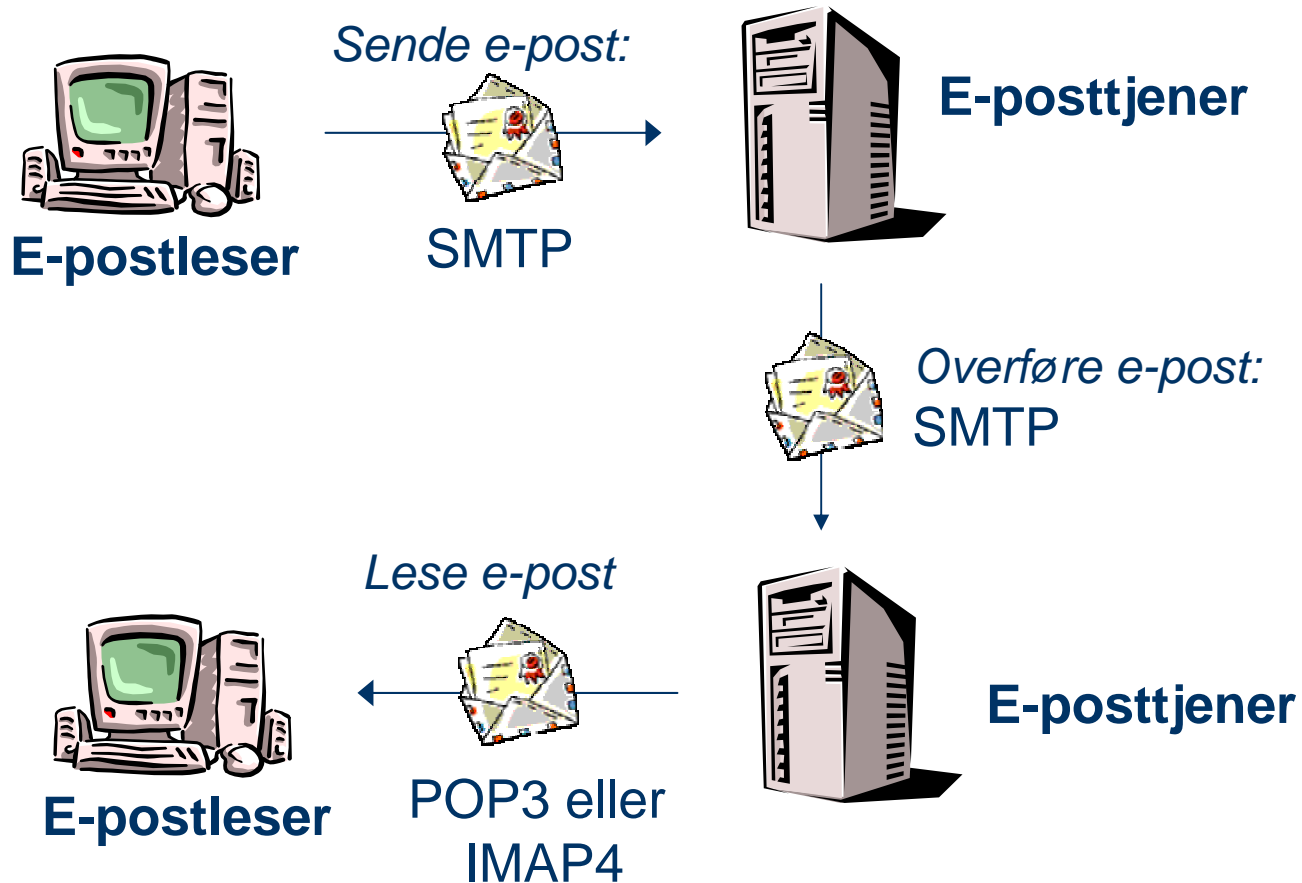 Sende e-post:
E-posttjener
E-postleser
SMTP
Overføre e-post:
SMTP
Lese e-post
E-posttjener
E-postleser
POP3 eller
IMAP4